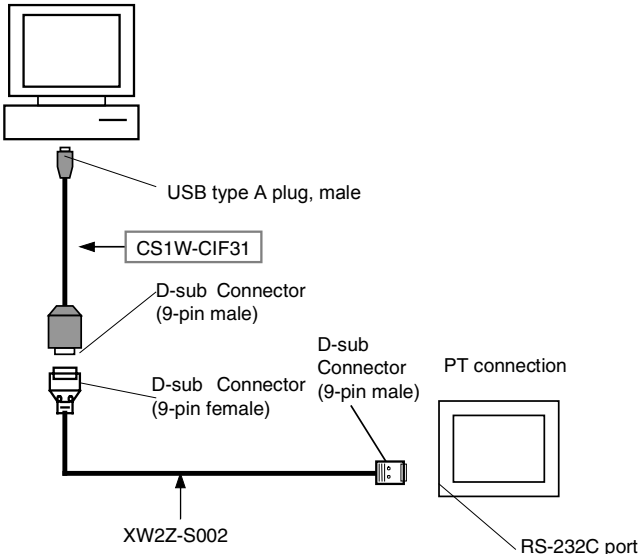 USB type A plug, male
CS1W-CIF31
D-sub Connector
(9-pin male)
D-sub
Connector
(9-pin male)
PT connection
D-sub Connector
(9-pin female)
XW2Z-S002
RS-232C port